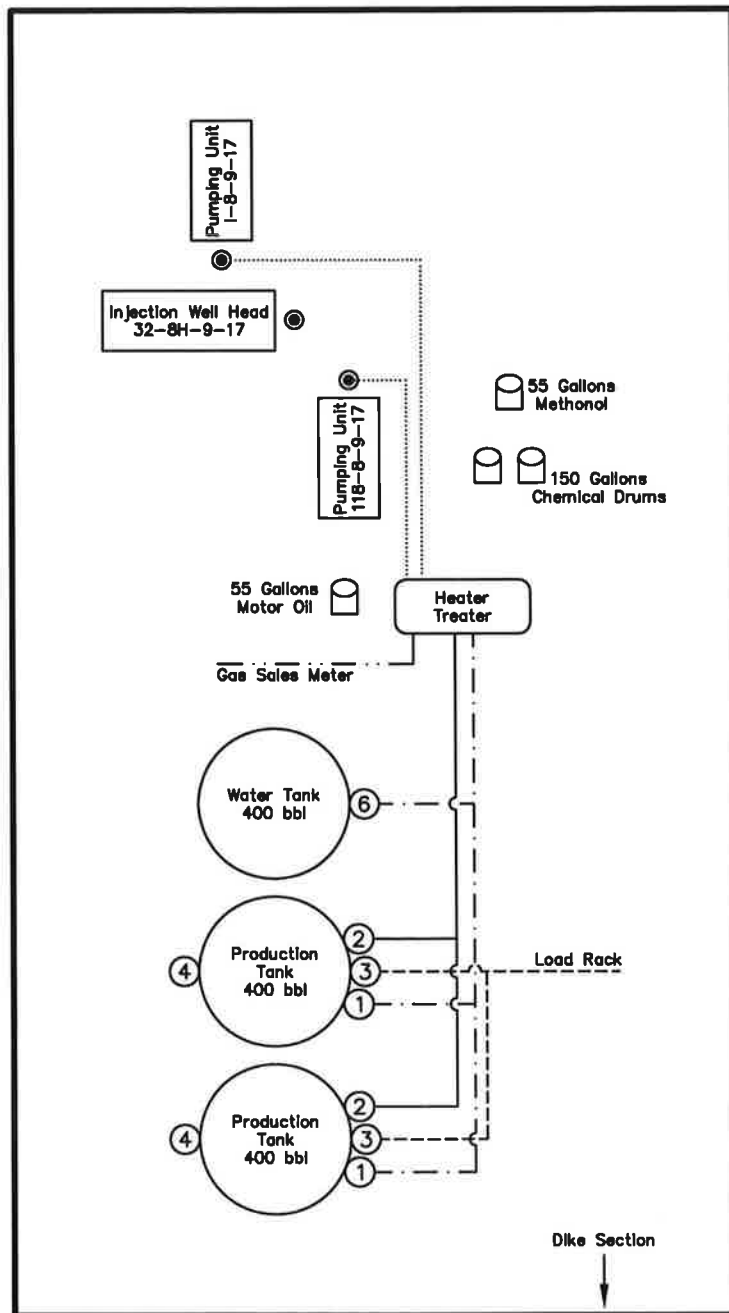 Pumping Unit
I-8-9-17
Injection Well Head
32-8H-9-17
Pumping Unit
118-8-9-17
55 Gallons
Methonol
150 Gallons
Chemical Drums
55 Gallons
Motor Oil
Heater
Treater
Gas Sales Meter
Water Tank
400 bbl
6
Production
Tank
400 bbl
2
4
3
1
Load Rack
Production
Tank
400 bbl
2
4
3
1
Dike Section